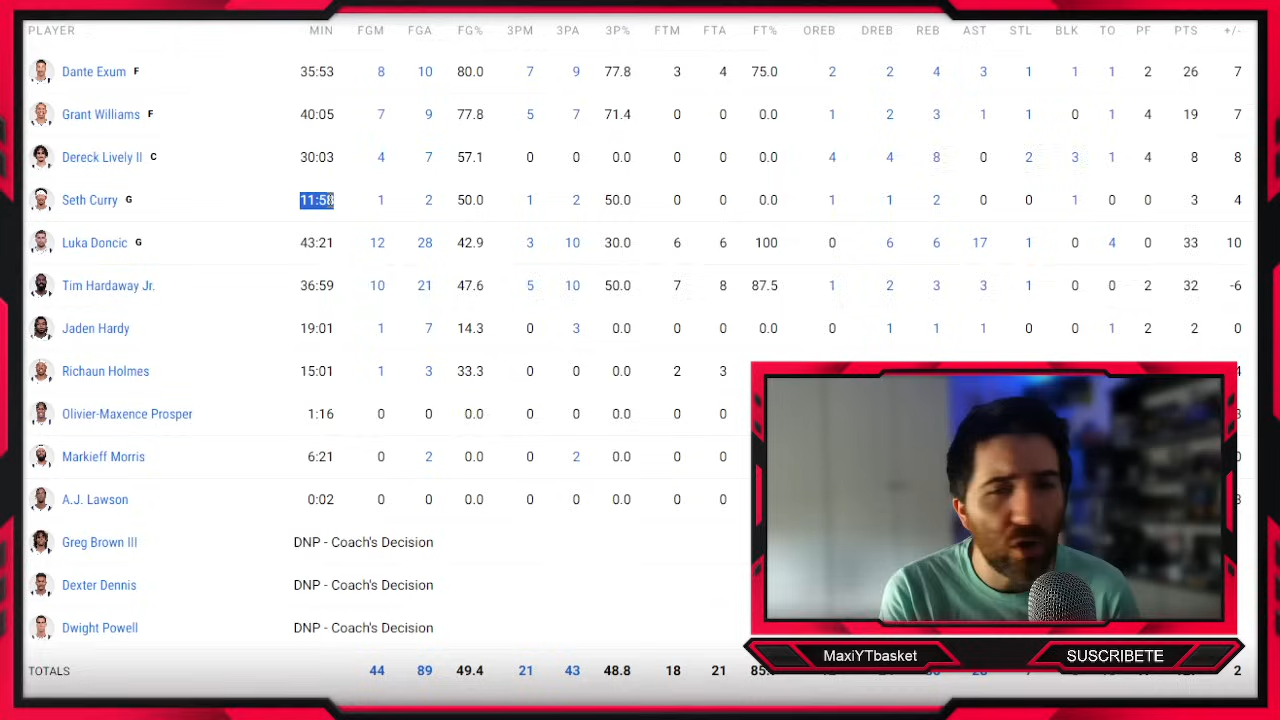 PLAYER MIN FGM FGA FG% 3PM 3PA 3P% FTM FTA FT% OREB DREB REB AST STL BLK TO PF PTS +/-
Dante Exum F 35:53 8 10 80.0 7 9 77.8 3 4 75.0 2 2 4 3 1 1 1 2 26 7
Grant Williams F 40:05 7 9 77.8 5 7 71.4 0 0 0.0 1 2 3 1 1 0 1 4 19 7
Dereck Lively II C 30:03 4 7 57.1 0 0 0.0 0 0 0.0 4 4 8 0 2 3 1 4 8 8
Seth Curry G 1 2 50.0 1 2 50.0 0 0 0.0 1 1 2 0 0 1 0 0 3 4
Luka Doncic G 43:21 12 28 42.9 3 10 30.0 6 6 100 0 6 6 17 1 0 4 0 33 10
Tim Hardaway Jr. 36:59 10 21 47.6 5 10 50.0 7 8 87.5 1 2 3 3 1 0 0 2 32 -6
Jaden Hardy 19:01 1 7 14.3 0 3 0.0 0 0 0.0 0 1 1 1 0 0 1 2 2 0
Richaun Holmes 15:01 1 3 33.3 0 0 0.0 2 3
Olivier-Maxence Prosper 1:16 0 0 0.0 0 0 0.0 0 0
Markieff Morris 6:21 0 2 0.0 0 2 0.0 0 0
A.J. Lawson 0:02 0 0 0.0 0 0 0.0 0 0
Greg Brown III DNP - Coach's Decision
Dexter Dennis DNP - Coach's Decision
Dwight Powell DNP - Coach's Decision
TOTALS 44 89 49.4 21 43 48.8 18 21 2
MaxiYTbasket SUSCRIBETE